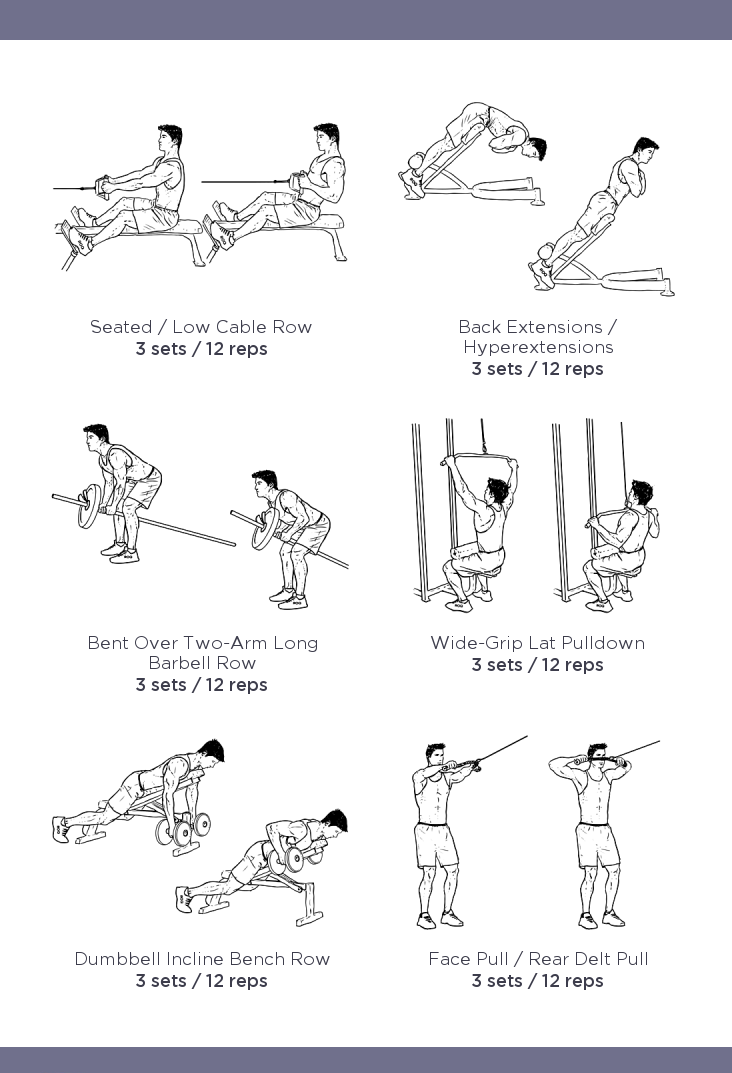 Seated / Low Cable Row
3 sets / 12 reps
Back Extensions /
Hyperextensions
3 sets / 12 reps
Bent Over Two-Arm Long
Barbell Row
3 sets / 12 reps
Wide-Grip Lat Pulldown
3 sets / 12 reps
Dumbbell Incline Bench Row
3 sets / 12 reps
Face Pull / Rear Delt Pull
3 sets / 12 reps